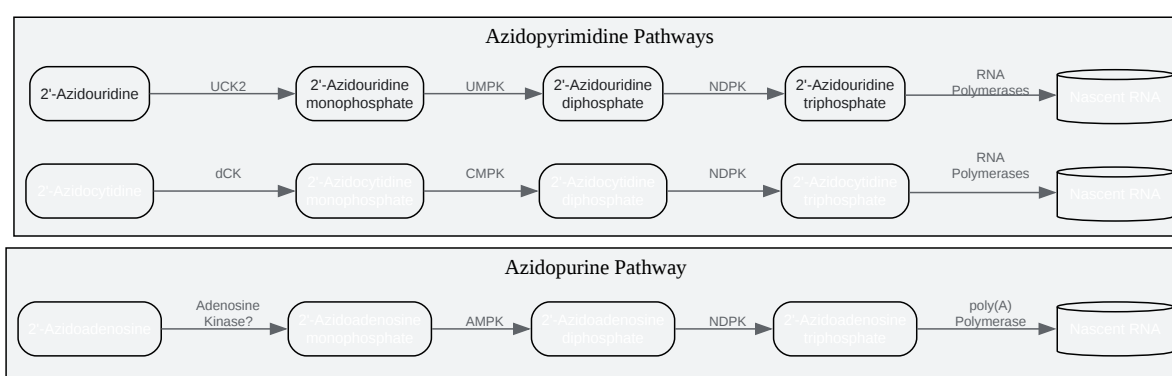 Azidopyrimidine Pathways
2'-Azidouridine
UCK2
2'-Azidouridine
monophosphate
UMPK
2'-Azidouridine
diphosphate
NDPK
2'-Azidouridine
triphosphate
RNA
Polymerases
Nascent RNA
2'-Azidocytidine
dCK
2'-Azidocytidine
monophosphate
CMPK
2'-Azidocytidine
diphosphate
NDPK
2'-Azidocytidine
triphosphate
RNA
Polymerases
Nascent RNA
Azidopurine Pathway
2'-Azidoadenosine
Adenosine
Kinase?
2'-Azidoadenosine
monophosphate
AMPK
2'-Azidoadenosine
diphosphate
NDPK
2'-Azidoadenosine
triphosphate
poly(A)
Polymerase
Nascent RNA